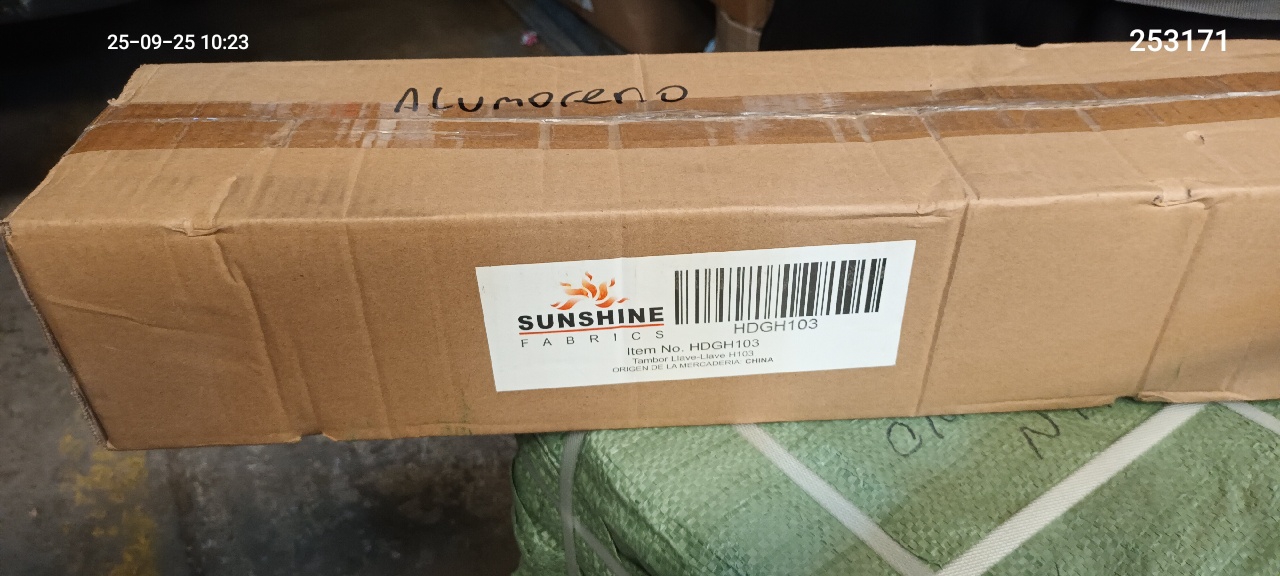 25-09-25 10:23
253171
ALumoreno
SUNSHINE
FABRICS
HDGH103
Item No. HDGH103
Tambor Llave-Llave H103
ORIGEN DE LA MERCADERIA: CHINA